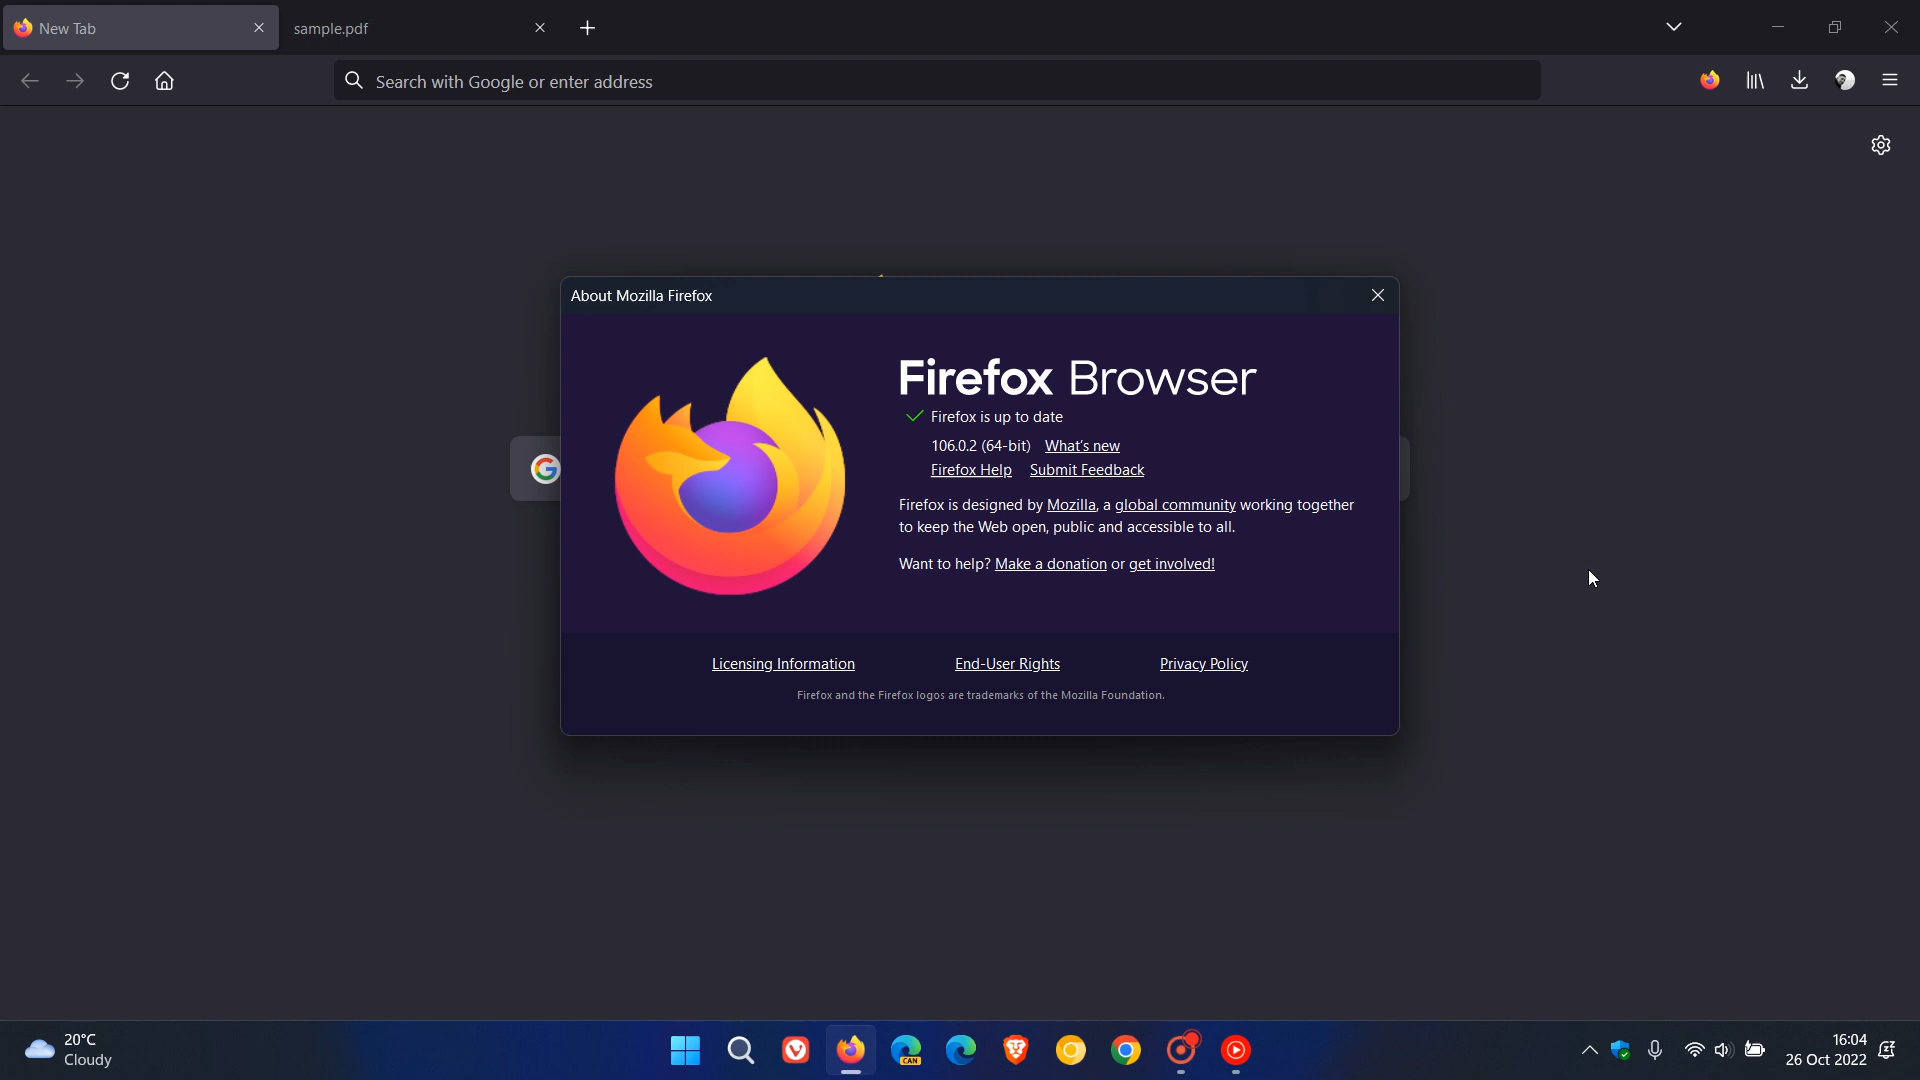 New Tab
sample.pdf
Search with Google or enter address
About Mozilla Firefox
Firefox Browser
Firefox is up to date
106.0.2 (64-bit) What's new
Firefox Help Submit Feedback
Firefox is designed by Mozilla, a global community working together
to keep the Web open, public and accessible to all.
Want to help? Make a donation or get involved!
Licensing Information End-User Rights Privacy Policy
Firefox and the Firefox logos are trademarks of the Mozilla Foundation.
20°C
Cloudy
CAN
16:04
26 Oct 2022